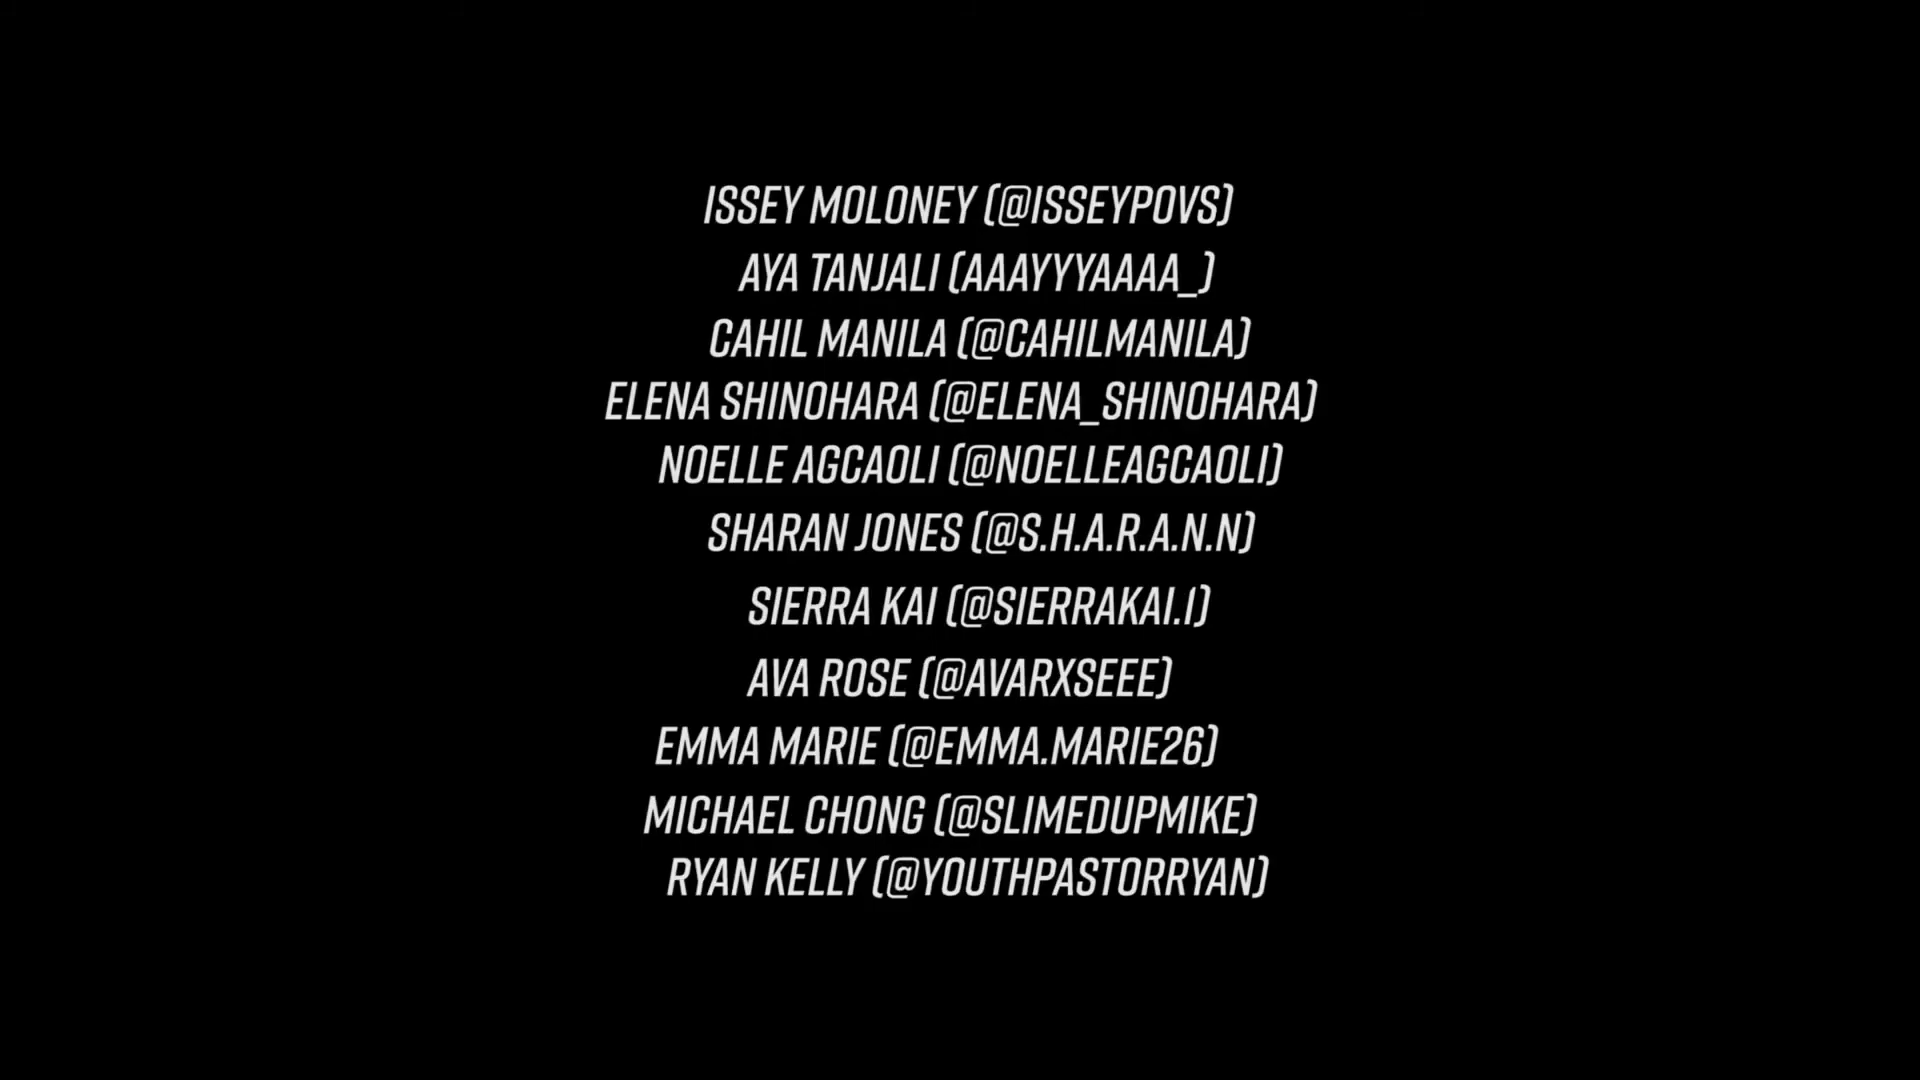 ISSEY MOLONEY (@ISSEYPOVS)
AYA TANJALI (AAAYYYAAAA_)
CAHIL MANILA (@CAHILMANILA)
ELENA SHINOHARA (@ELENA_SHINOHARA)
NOELLE AGCAOLI (@NOELLEAGCAOLI)
SHARAN JONES (@S.H.A.R.A.N.N)
SIERRA KAI (@SIERRAKAI.I)
AVA ROSE (@AVARXSEEE)
EMMA MARIE (@EMMA.MARIE26)
MICHAEL CHONG (@SLIMEDUPMIKE)
RYAN KELLY (@YOUTHPASTORRYAN)